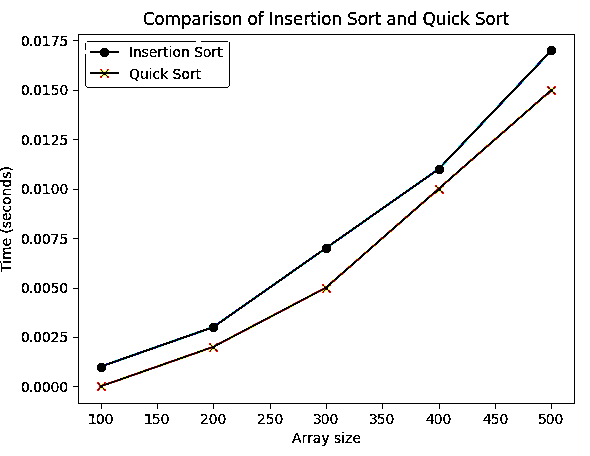 Comparison of Insertion Sort and Quick Sort
Insertion Sort
Quick Sort
0.0175
0.0150
0.0125
0.0100
0.0075
0.0050
0.0025
0.0000
Time (seconds)
100 150 200 250 300 350 400 450 500
Array size